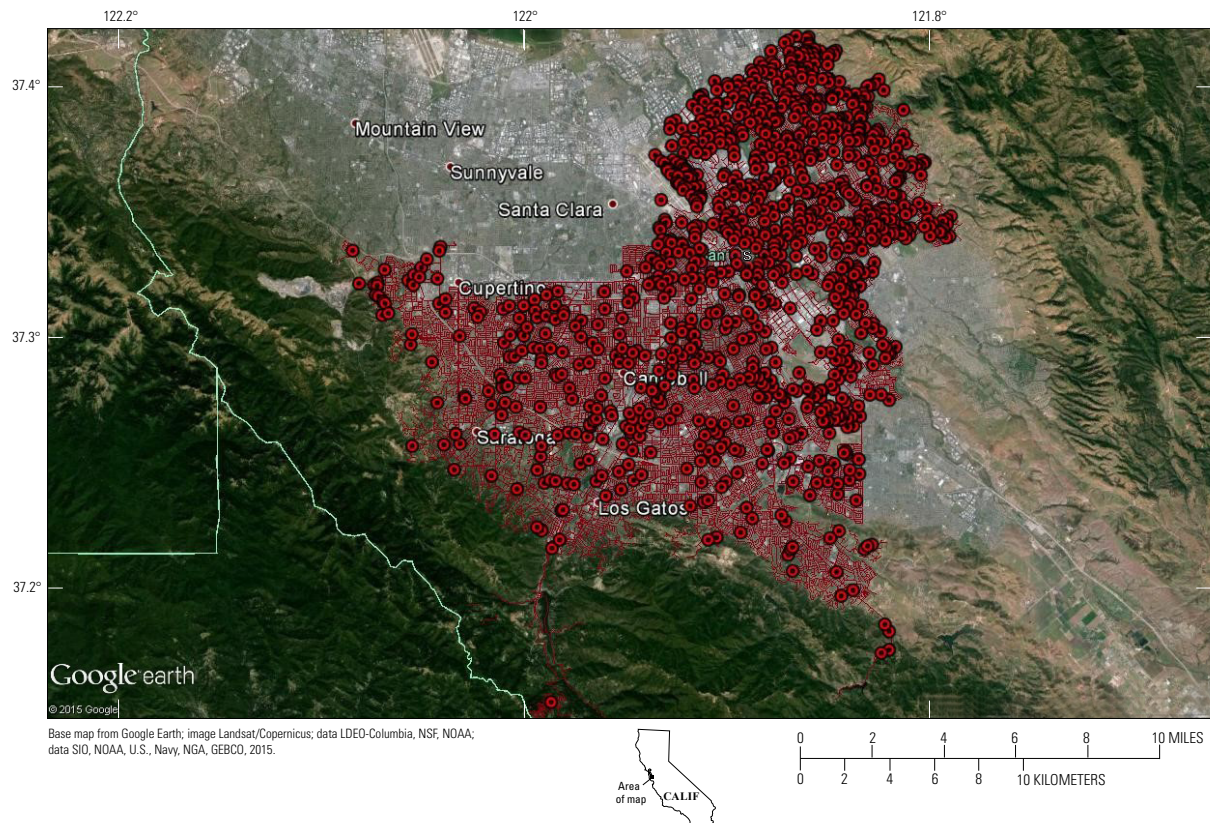 122.2°
122°
121.8°
37.4°
Mountain View
Sunnyvale
Santa Clara
Cupertino
37.3°
Campbell
Saratoga
Los Gatos
37.2°
Google earth
© 2015 Google
Base map from Google Earth; image Landsat/Copernicus; data LDEO-Columbia, NSF, NOAA;
data SIO, NOAA, U.S., Navy, NGA, GEBCO, 2015.
Area
of map
CALIF
0 2 4 6 8 10 MILES
0 2 4 6 8 10 KILOMETERS